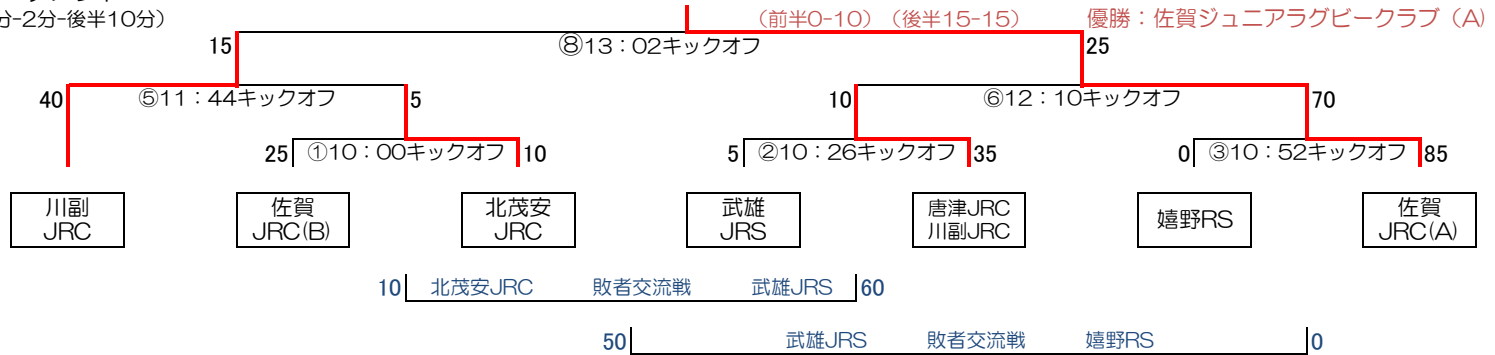 分-2分-後半10分)
(前半0-10)(後半15-15) 優勝：佐賀ジュニアラグビークラブ（A)
15 ⑧13：02キックオフ 25
40 ⑤11：44キックオフ 5 10 ⑥12：10キックオフ 70
25 ①10：00キックオフ 10 5 ②10：26キックオフ 35 0 ③10：52キックオフ 85
川副 佐賀 北茂安 武雄 唐津JRC 嬉野RS 佐賀
JRC JRC(B) JRC JRS 川副JRC JRC(A)
10 北茂安JRC 敗者交流戦 武雄JRS 60
50 武雄JRS 敗者交流戦 嬉野RS 0